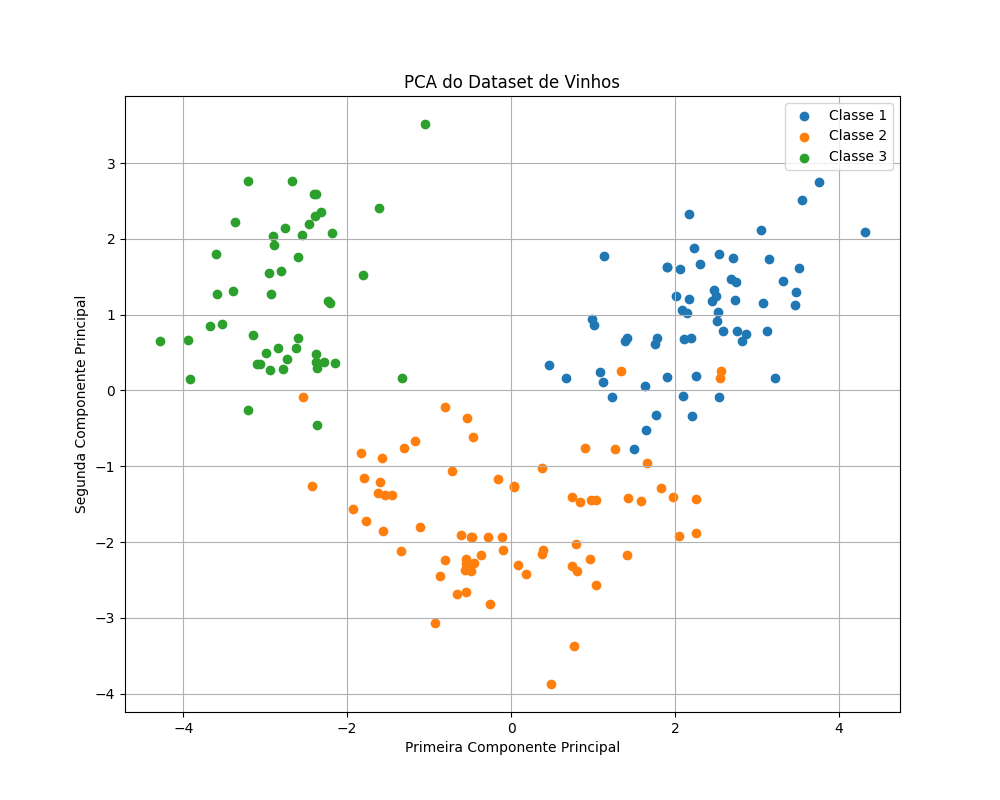 PCA do Dataset de Vinhos
Classe 1
Classe 2
Classe 3
3
2
1
0
−1
−2
−3
−4
Segunda Componente Principal
−4
−2
0
2
4
Primeira Componente Principal